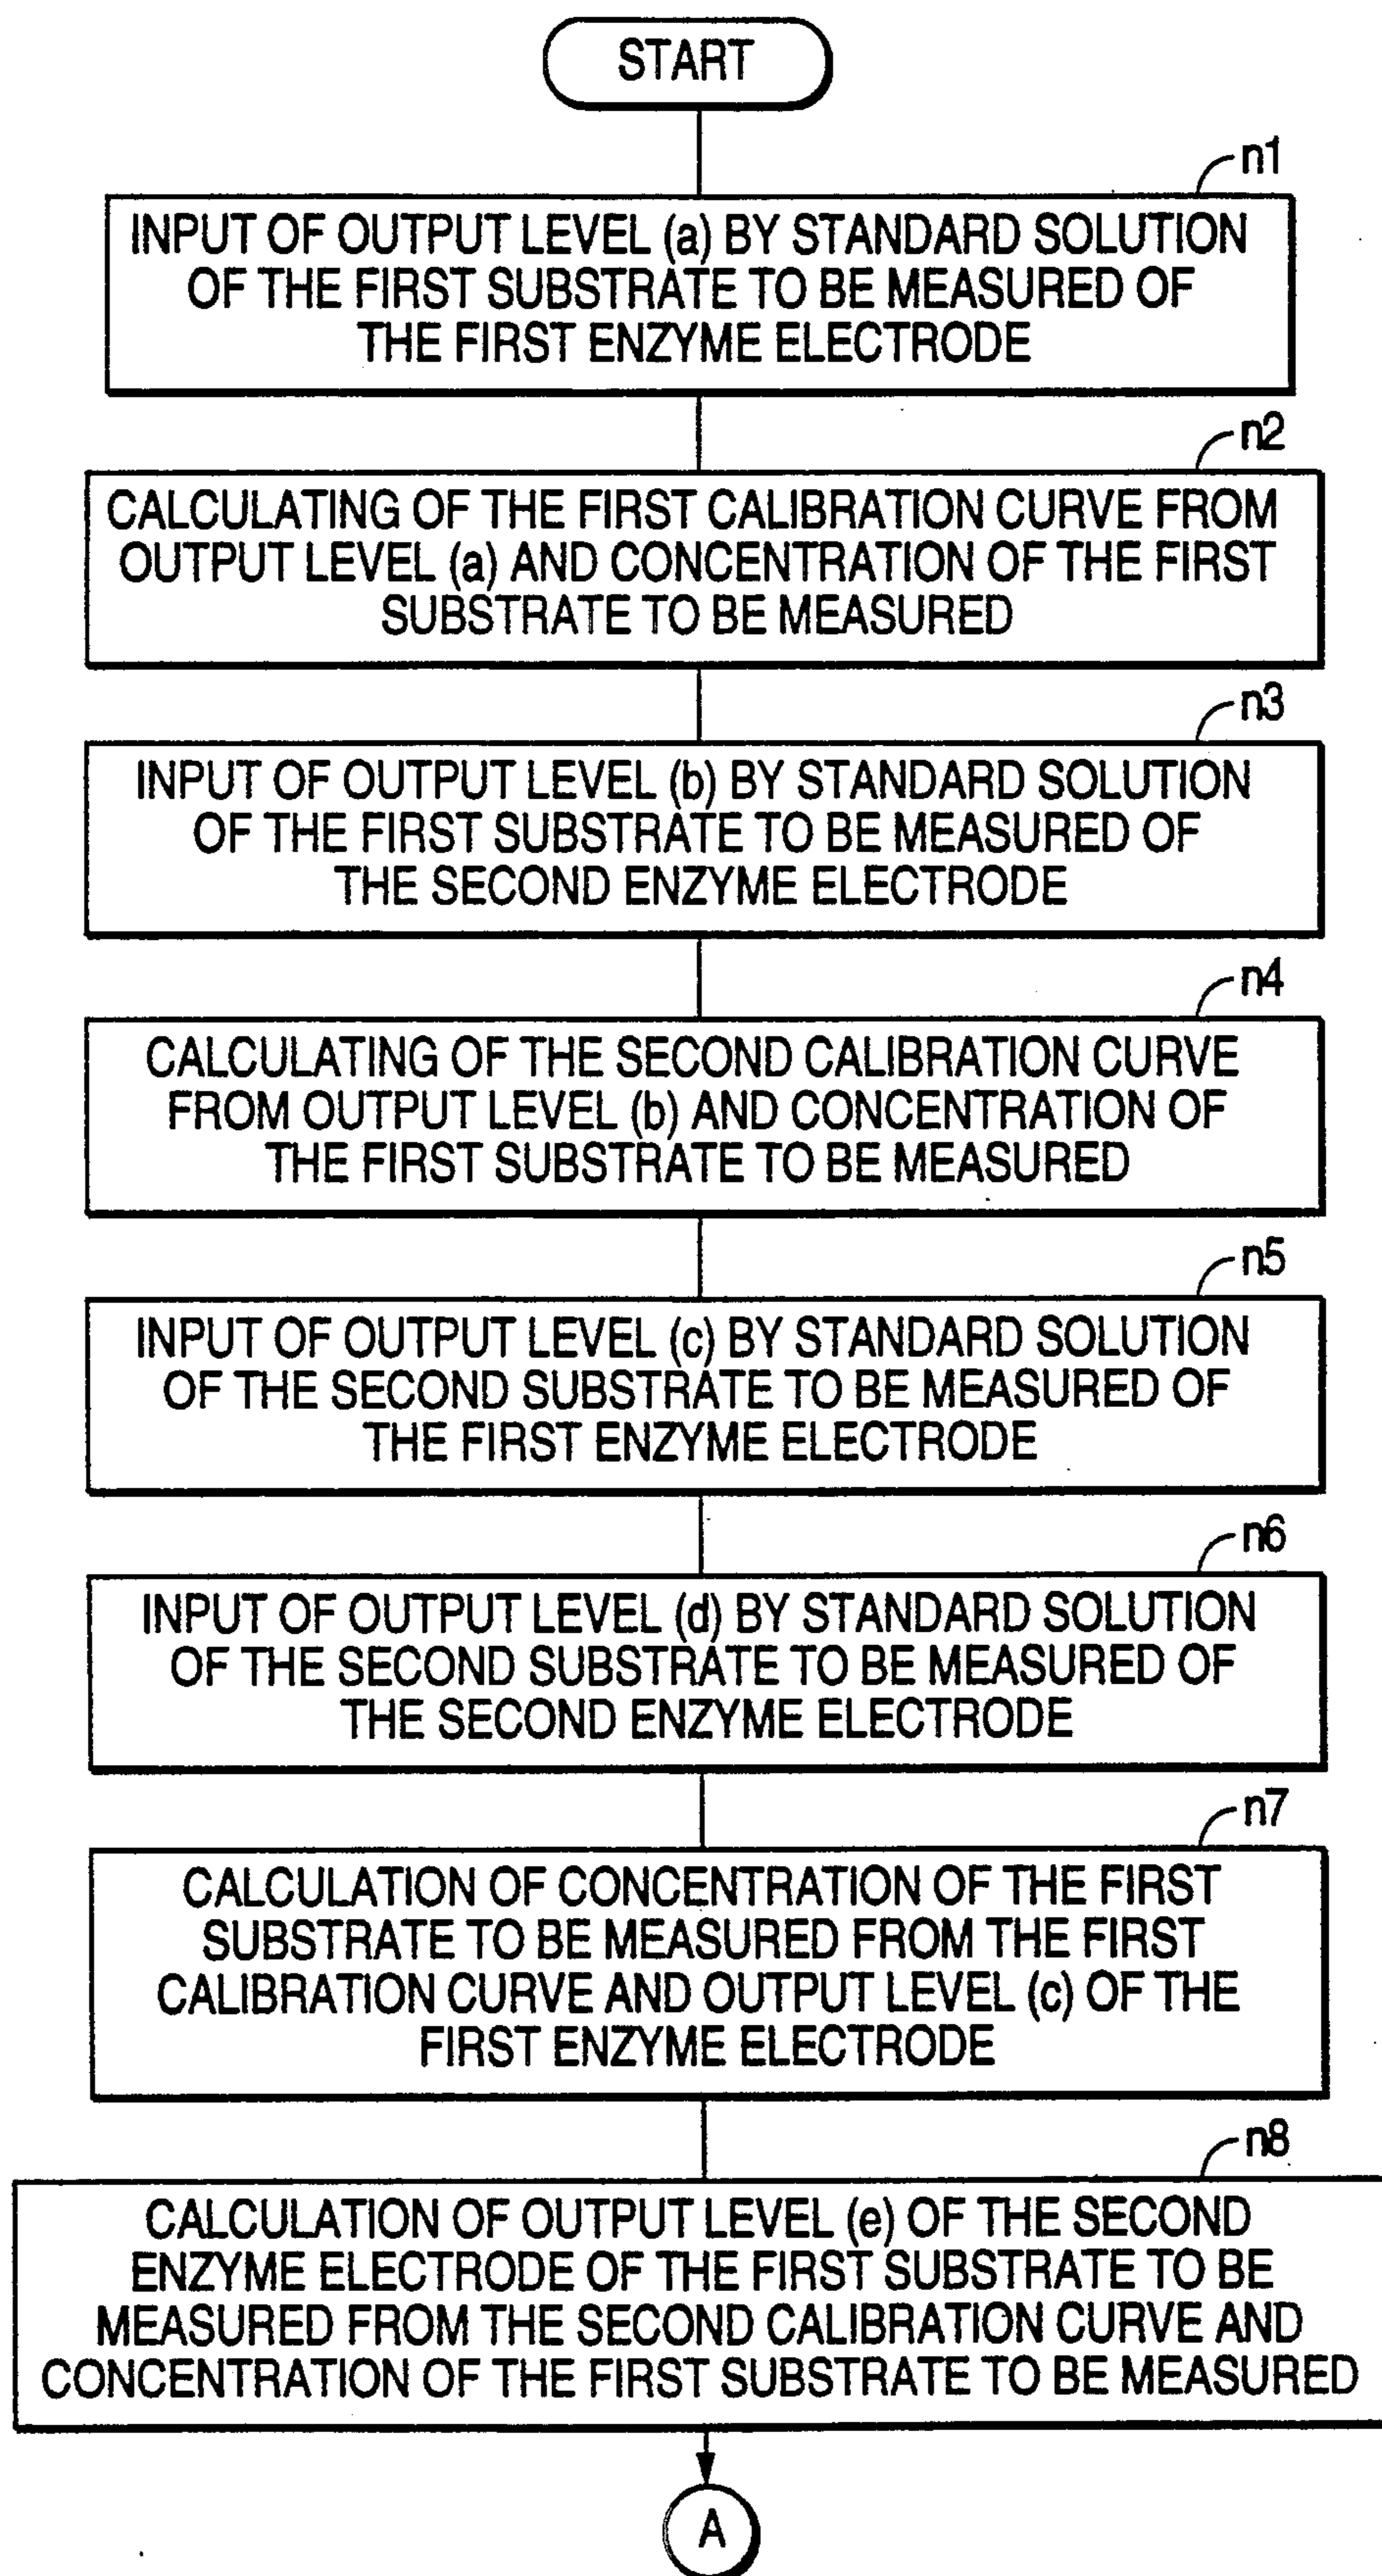 START
n1
INPUT OF OUTPUT LEVEL (a) BY STANDARD SOLUTION
OF THE FIRST SUBSTRATE TO BE MEASURED OF
THE FIRST ENZYME ELECTRODE
n2
CALCULATING OF THE FIRST CALIBRATION CURVE FROM
OUTPUT LEVEL (a) AND CONCENTRATION OF THE FIRST
SUBSTRATE TO BE MEASURED
n3
INPUT OF OUTPUT LEVEL (b) BY STANDARD SOLUTION
OF THE FIRST SUBSTRATE TO BE MEASURED OF
THE SECOND ENZYME ELECTRODE
n4
CALCULATING OF THE SECOND CALIBRATION CURVE
FROM OUTPUT LEVEL (b) AND CONCENTRATION OF
THE FIRST SUBSTRATE TO BE MEASURED
n5
INPUT OF OUTPUT LEVEL (c) BY STANDARD SOLUTION
OF THE SECOND SUBSTRATE TO BE MEASURED OF
THE FIRST ENZYME ELECTRODE
n6
INPUT OF OUTPUT LEVEL (d) BY STANDARD SOLUTION
OF THE SECOND SUBSTRATE TO BE MEASURED OF
THE SECOND ENZYME ELECTRODE
n7
CALCULATION OF CONCENTRATION OF THE FIRST
SUBSTRATE TO BE MEASURED FROM THE FIRST
CALIBRATION CURVE AND OUTPUT LEVEL (c) OF THE
FIRST ENZYME ELECTRODE
n8
CALCULATION OF OUTPUT LEVEL (e) OF THE SECOND
ENZYME ELECTRODE OF THE FIRST SUBSTRATE TO BE
MEASURED FROM THE SECOND CALIBRATION CURVE AND
CONCENTRATION OF THE FIRST SUBSTRATE TO BE MEASURED
A